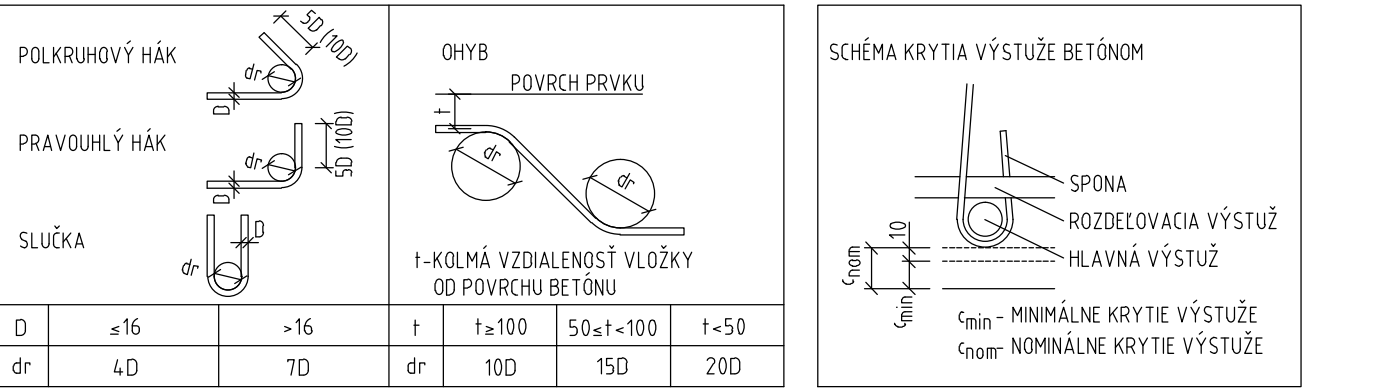 POLKRUHOVÝ HÁK
5D (10D)
dr
D
PRAVOUHLÝ HÁK
5D (10D)
dr
D
SLUČKA
D
dr
D ≤16 >16
dr 4D 7D
OHYB
POVRCH PRVKU
t
dr
dr
t-KOLMÁ VZDIALENOSŤ VLOŽKY
OD POVRCHU BETÓNU
t t≥100 50≤t<100 t<50
dr 10D 15D 20D
SCHÉMA KRYTIA VÝSTUŽE BETÓNOM
SPONA
ROZDEĽOVACIA VÝSTUŽ
HLAVNÁ VÝSTUŽ
10
cnom
cmin
cmin - MINIMÁLNE KRYTIE VÝSTUŽE
cnom- NOMINÁLNE KRYTIE VÝSTUŽE